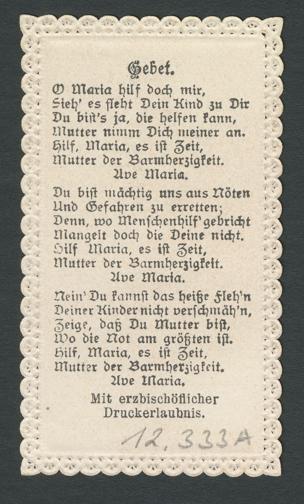 Gebet.
O Maria hilf doch mir,
Sieh' es fleht Dein Kind zu Dir
Du bist's ja, die helfen kann,
Mutter nimm Dich meiner an.
Hilf, Maria, es ist Zeit,
Mutter der Barmherzigkeit.
Ave Maria.
Du bist mächtig uns aus Nöten
Und Gefahren zu erretten;
Denn, wo Menschenhilf' gebricht
Mangelt doch die Deine nicht.
Hilf Maria, es ist Zeit,
Mutter der Barmherzigkeit.
Ave Maria.
Nein' Du kannst das heiße Fleh'n
Deiner Kinder nicht verschmäh'n,
Zeige, daß Du Mutter bist,
Wo die Not am größten ist.
Hilf, Maria, es ist Zeit,
Mutter der Barmherzigkeit.
Ave Maria.
Mit erzbischöflicher
Druckerlaubnis.
12.333A